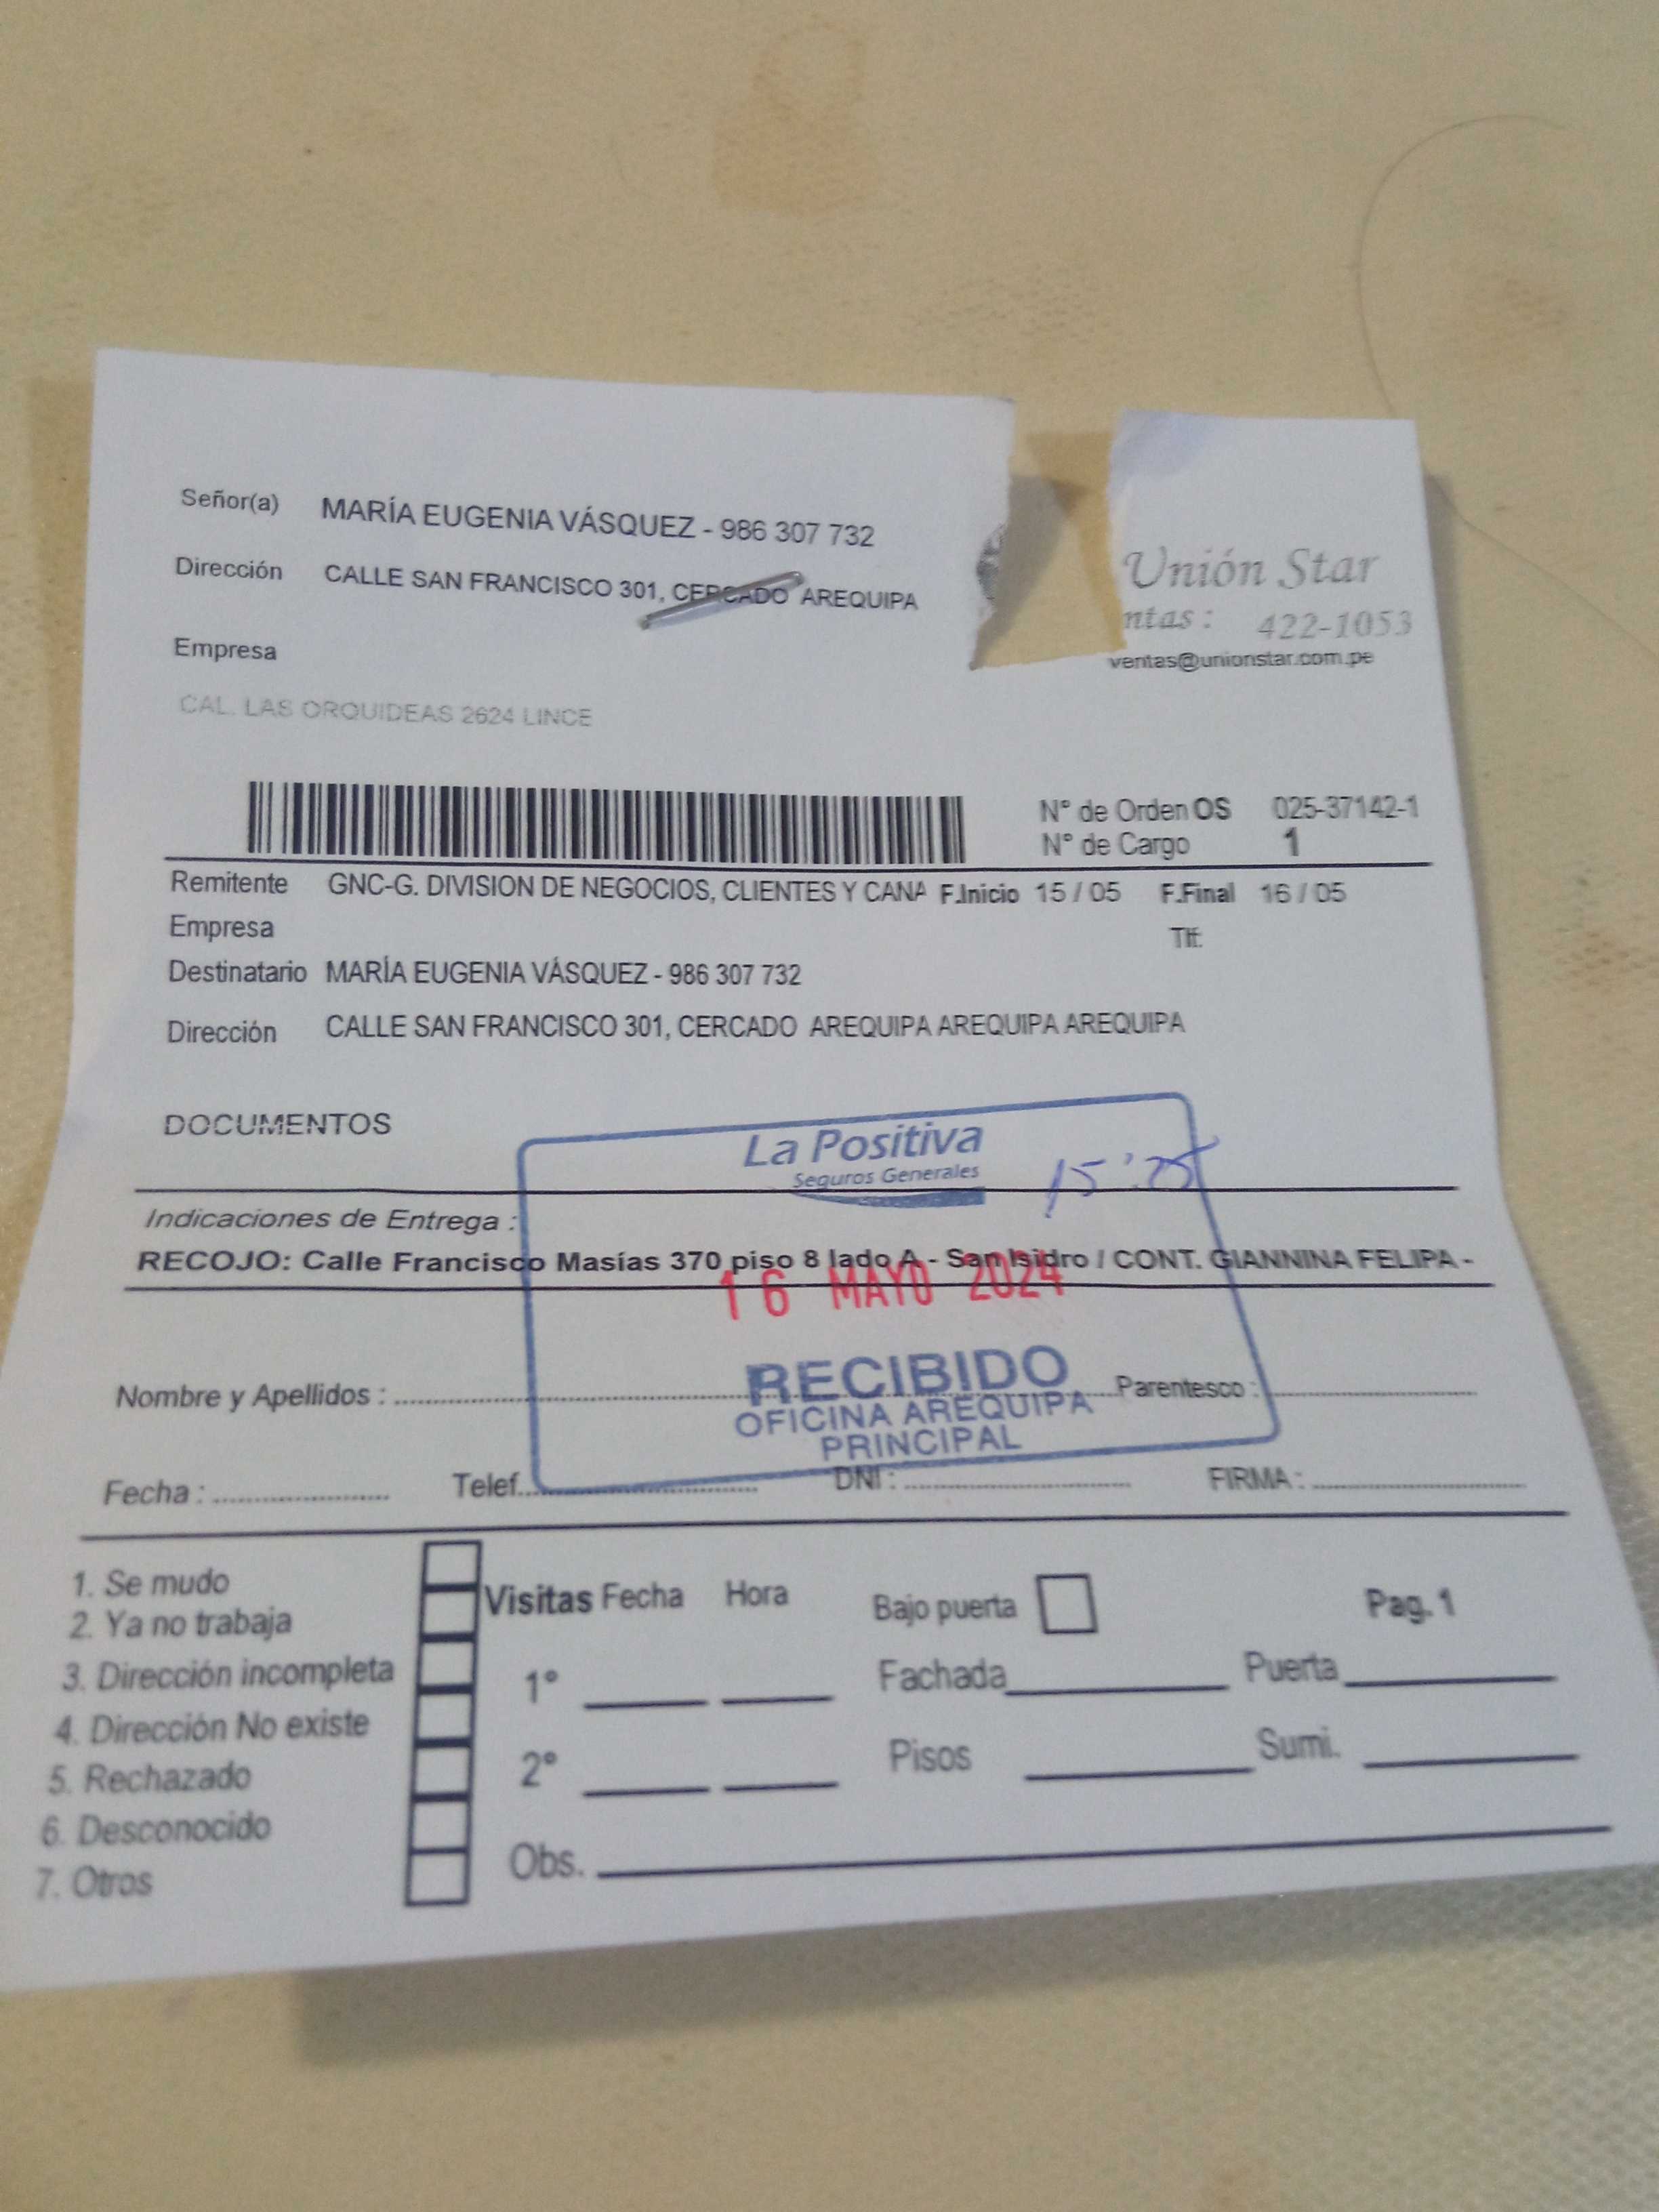 Señor(a) MARÍA EUGENIA VÁSQUEZ - 986 307 732
Dirección CALLE SAN FRANCISCO 301, CERCADO AREQUIPA
Empresa
Unión Star
ntas : 422-1053
ventas@unionstar.com.pe
CAL. LAS ORQUIDEAS 2624 LINCE
N° de Orden OS 025-37142-1
N° de Cargo 1
Remitente GNC-G. DIVISION DE NEGOCIOS, CLIENTES Y CANA F.Inicio 15 / 05 F.Final 16 / 05
Empresa Tlf:
Destinatario MARÍA EUGENIA VÁSQUEZ - 986 307 732
Dirección CALLE SAN FRANCISCO 301, CERCADO AREQUIPA AREQUIPA AREQUIPA
DOCUMENTOS
La Positiva
Seguros Generales
Indicaciones de Entrega :
RECOJO: Calle Francisco Masías 370 piso 8 lado A - San Isidro / CONT. GIANNINA FELIPA -
16 MAYO 2024
RECIBIDO
OFICINA AREQUIPA
PRINCIPAL
Nombre y Apellidos : Parentesco :
Fecha : Telef. DNI : FIRMA :
1. Se mudo
2. Ya no trabaja
3. Dirección incompleta
4. Dirección No existe
5. Rechazado
6. Desconocido
7. Otros
Visitas Fecha Hora
1°
2°
Obs.
Bajo puerta Pag. 1
Fachada Puerta
Pisos Sumi.